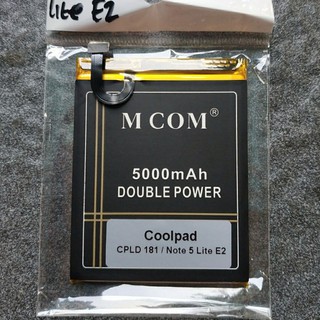 Lite E2
M COM®
5000mAh
DOUBLE POWER
Coolpad
CPLD 181 / Note 5 Lite E2